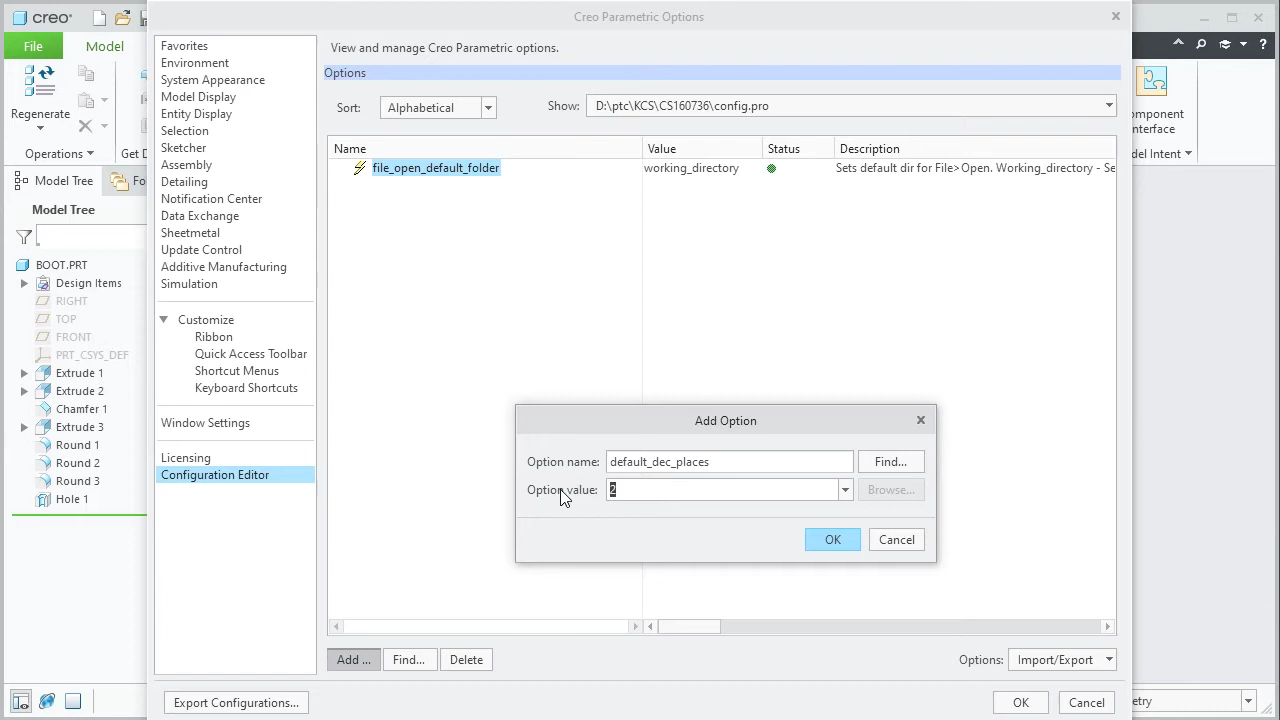 creo
Creo Parametric Options
File
Model
Regenerate
Operations
Get D
Model Tree
Fo
Model Tree
BOOT.PRT
Design Items
RIGHT
TOP
FRONT
PRT_CSYS_DEF
Extrude 1
Extrude 2
Chamfer 1
Extrude 3
Round 1
Round 2
Round 3
Hole 1
Favorites
Environment
System Appearance
Model Display
Entity Display
Selection
Sketcher
Assembly
Detailing
Notification Center
Data Exchange
Sheetmetal
Update Control
Additive Manufacturing
Simulation
Customize
Ribbon
Quick Access Toolbar
Shortcut Menus
Keyboard Shortcuts
Window Settings
Licensing
Configuration Editor
View and manage Creo Parametric options.
Options
Sort: Alphabetical Show: D:\ptc\KCS\CS160736\config.pro
Name Value Status Description
file_open_default_folder working_directory Sets default dir for File>Open. Working_directory - Se
Add Option
Option name: default_dec_places Find...
Option value: 2 Browse...
OK Cancel
Add ... Find... Delete Options: Import/Export
Export Configurations... OK Cancel
omponent
nterface
del Intent
etry